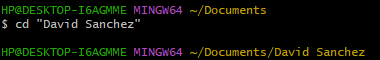 HP@DESKTOP-I6AGMME MINGW64 ~/Documents
$ cd "David Sanchez"
HP@DESKTOP-I6AGMME MINGW64 ~/Documents/David Sanchez